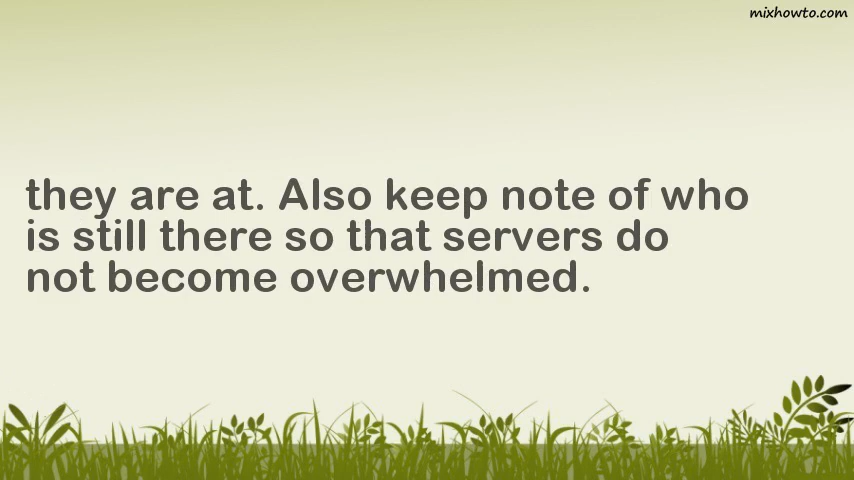 mixhowto.com
they are at. Also keep note of who
is still there so that servers do
not become overwhelmed.